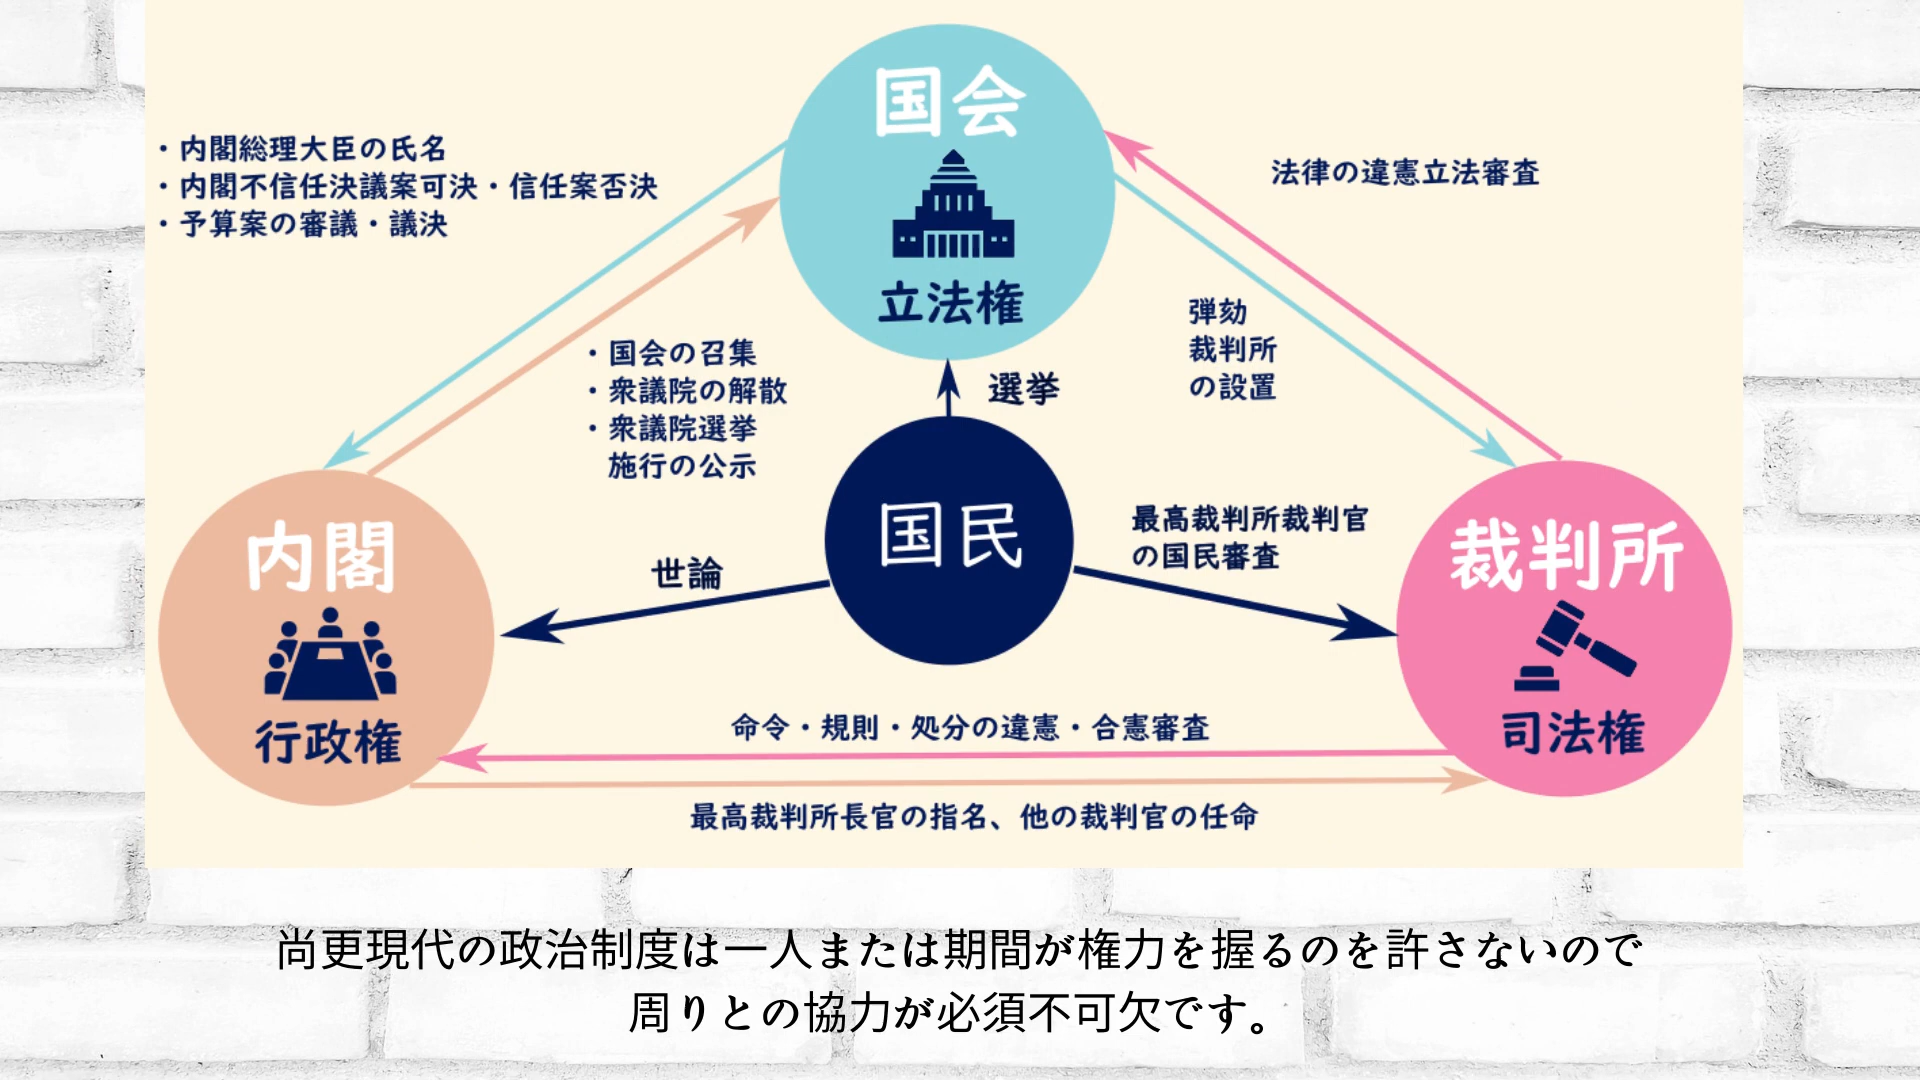 国会
立法権
・内閣総理大臣の氏名
・内閣不信任決議案可決・信任案否決
・予算案の審議・議決
法律の違憲立法審査
・国会の召集
・衆議院の解散
・衆議院選挙
施行の公示
弾劾
裁判所
の設置
選挙
国民
世論
最高裁判所裁判官
の国民審査
内閣
行政権
裁判所
司法権
命令・規則・処分の違憲・合憲審査
最高裁判所長官の指名、他の裁判官の任命
尚更現代の政治制度は一人または期間が権力を握るのを許さないので
周りとの協力が必須不可欠です。